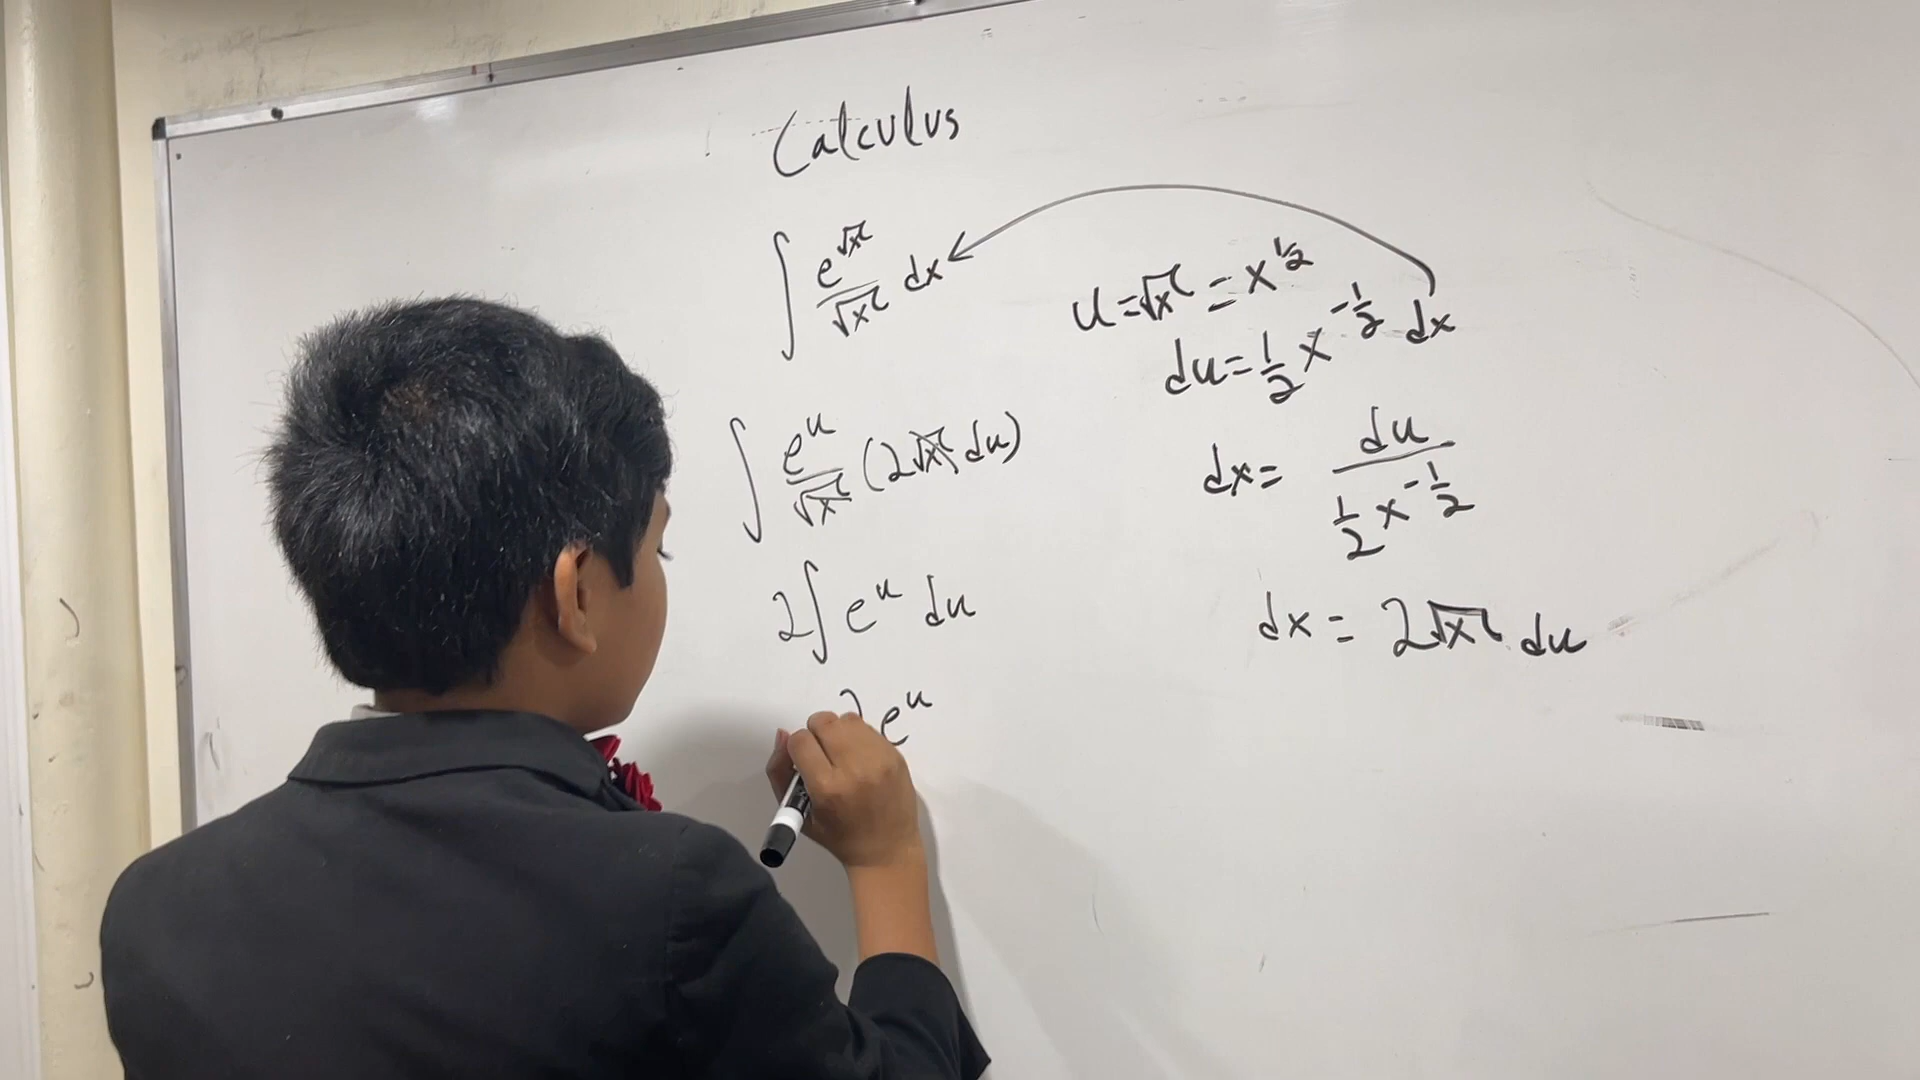 Calculus
∫ e^√x / √x dx
∫ e^u / √x (2√x du)
2∫ e^u du
2e^u
u = √x = x^1/2
du = 1/2 x^-1/2 dx
dx = du / 1/2 x^-1/2
dx = 2√x du